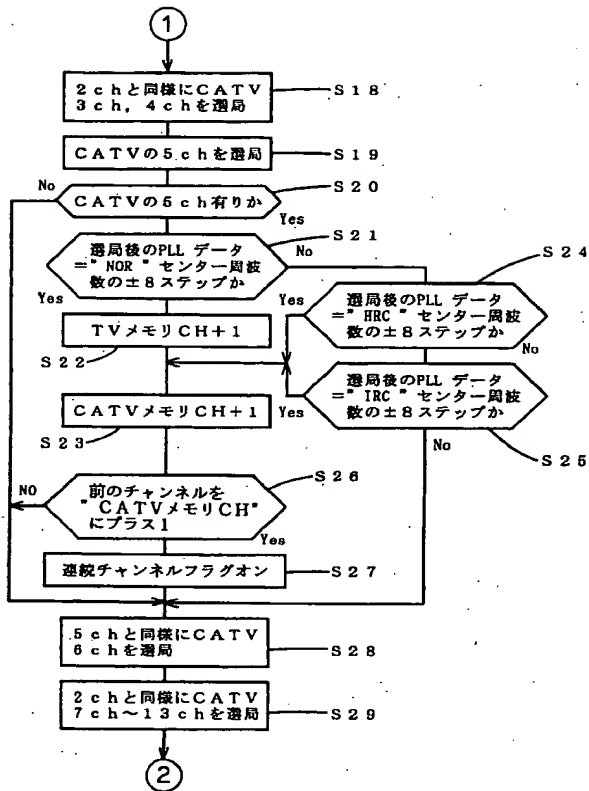 1
2chと同様にCATV
3ch, 4chを選局
S18
CATVの5chを選局
S19
No
CATVの5ch有りか
S20
Yes
選局後のPLL データ
="NOR"センター周波
数の±8ステップか
S21
No
Yes
S24
選局後のPLL データ
="HRC"センター周波
数の±8ステップか
Yes
No
TVメモリCH+1
S22
選局後のPLL データ
="IRC"センター周波
数の±8ステップか
Yes
No
S25
CATVメモリCH+1
S23
S26
NO
前のチャンネルを
"CATVメモリCH"
にプラス1
Yes
連続チャンネルフラグオン
S27
5chと同様にCATV
6chを選局
S28
2chと同様にCATV
7ch~13chを選局
S29
2